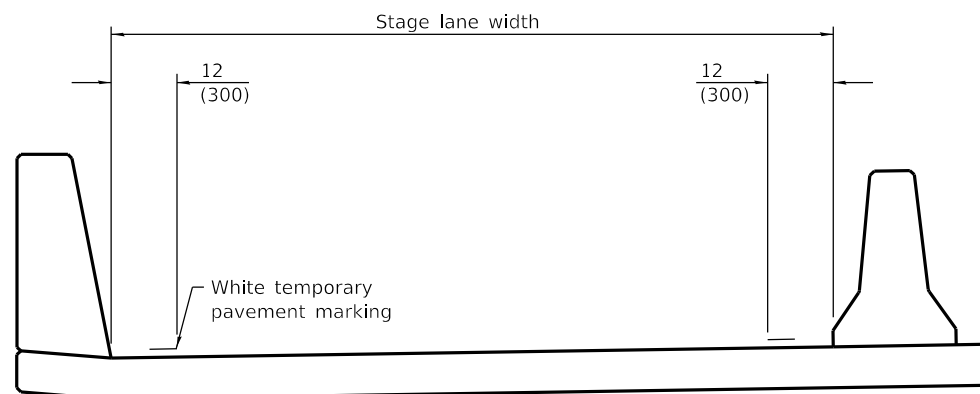 Stage lane width
12
(300)
12
(300)
White temporary
pavement marking